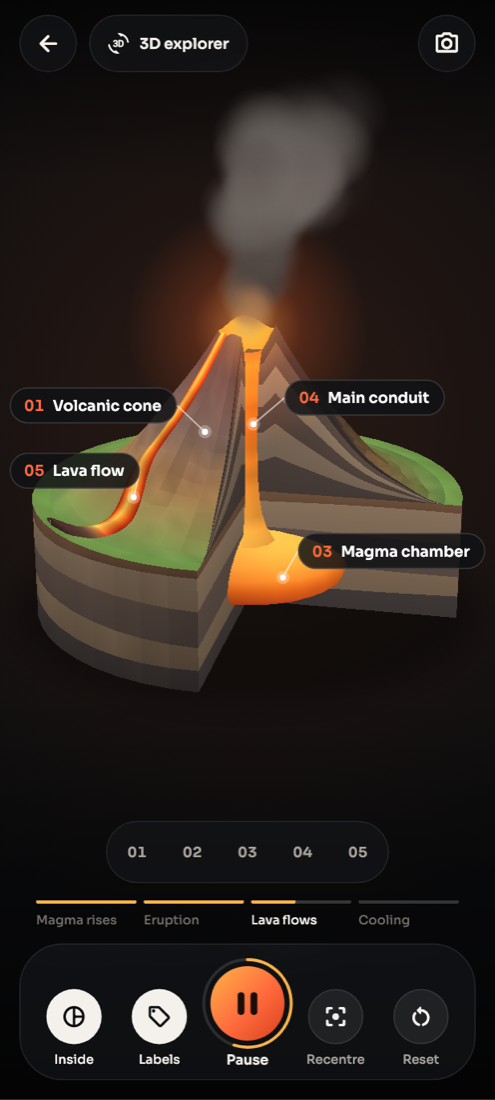 3D
3D explorer
04 Main conduit
01 Volcanic cone
05 Lava flow
03 Magma chamber
01 02 03 04 05
Magma rises Eruption Lava flows Cooling
Inside Labels Pause Recentre Reset